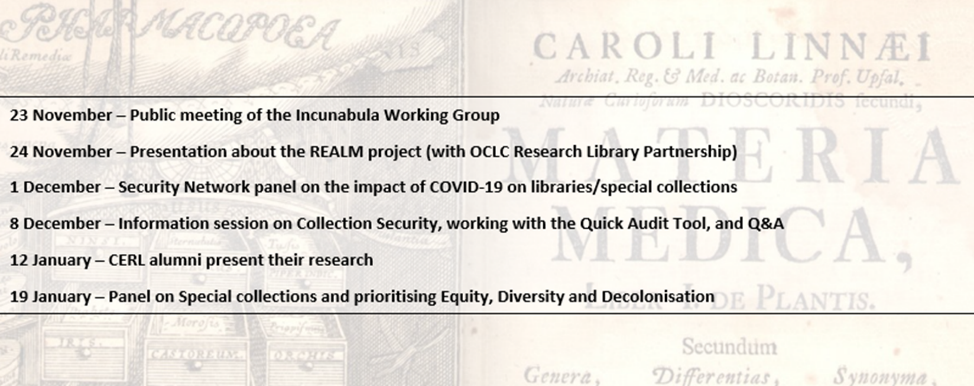 PHARMACOPOEA
CAROLI LINNÆI
Archiat. Reg. & Med. ac Botan. Prof. Upsal.
Naturæ Curiosorum DIOSCORIDIS secundi,
23 November – Public meeting of the Incunabula Working Group
24 November – Presentation about the REALM project (with OCLC Research Library Partnership)
1 December – Security Network panel on the impact of COVID-19 on libraries/special collections
8 December – Information session on Collection Security, working with the Quick Audit Tool, and Q&A
12 January – CERL alumni present their research
19 January – Panel on Special collections and prioritising Equity, Diversity and Decolonisation
MATERIA
MEDICA,
LIBER I. DE PLANTIS.
Secundum
Genera, Differentias, Synonyma,
IRIS.
CASTOREUM.
ORCHIS